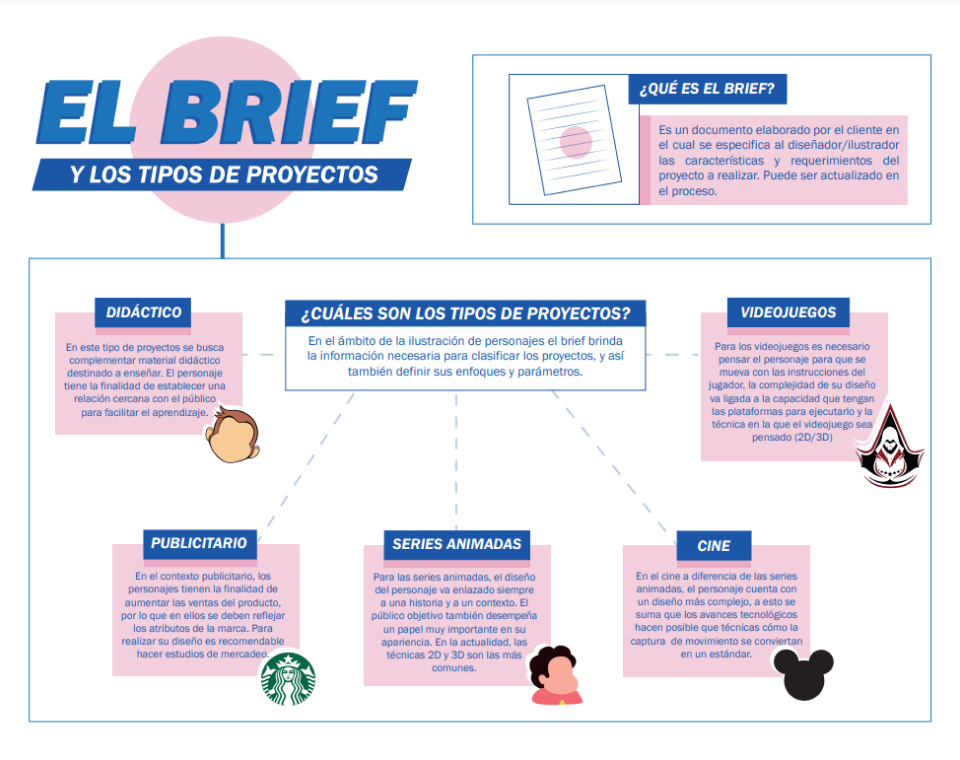 EL BRIEF
Y LOS TIPOS DE PROYECTOS
¿QUÉ ES EL BRIEF?
Es un documento elaborado por el cliente en
el cual se especifica al diseñador/ilustrador
las características y requerimientos del
proyecto a realizar. Puede ser actualizado en
el proceso.
¿CUÁLES SON LOS TIPOS DE PROYECTOS?
En el ámbito de la ilustración de personajes el brief brinda
la información necesaria para clasificar los proyectos, y así
también definir sus enfoques y parámetros.
DIDÁCTICO
En este tipo de proyectos se busca
complementar material didáctico
destinado a enseñar. El personaje
tiene la finalidad de establecer una
relación cercana con el público
para facilitar el aprendizaje.
VIDEOJUEGOS
Para los videojuegos es necesario
pensar el personaje para que se
mueva con las instrucciones del
jugador, la complejidad de su diseño
va ligada a la capacidad que tengan
las plataformas para ejecutarlo y la
técnica en la que el videojuego sea
pensado (2D/3D)
PUBLICITARIO
En el contexto publicitario, los
personajes tienen la finalidad de
aumentar las ventas del producto,
por lo que en ellos se deben reflejar
los atributos de la marca. Para
realizar su diseño es recomendable
hacer estudios de mercadeo.
SERIES ANIMADAS
Para las series animadas, el diseño
del personaje va enlazado siempre
a una historia y a un contexto. El
público objetivo también desempeña
un papel muy importante en su
apariencia. En la actualidad, las
técnicas 2D y 3D son las más
comunes.
CINE
En el cine a diferencia de las series
animadas, el personaje cuenta con
un diseño más complejo, a esto se
suma que los avances tecnológicos
hacen posible que técnicas cómo la
captura de movimiento se conviertan
en un estándar.